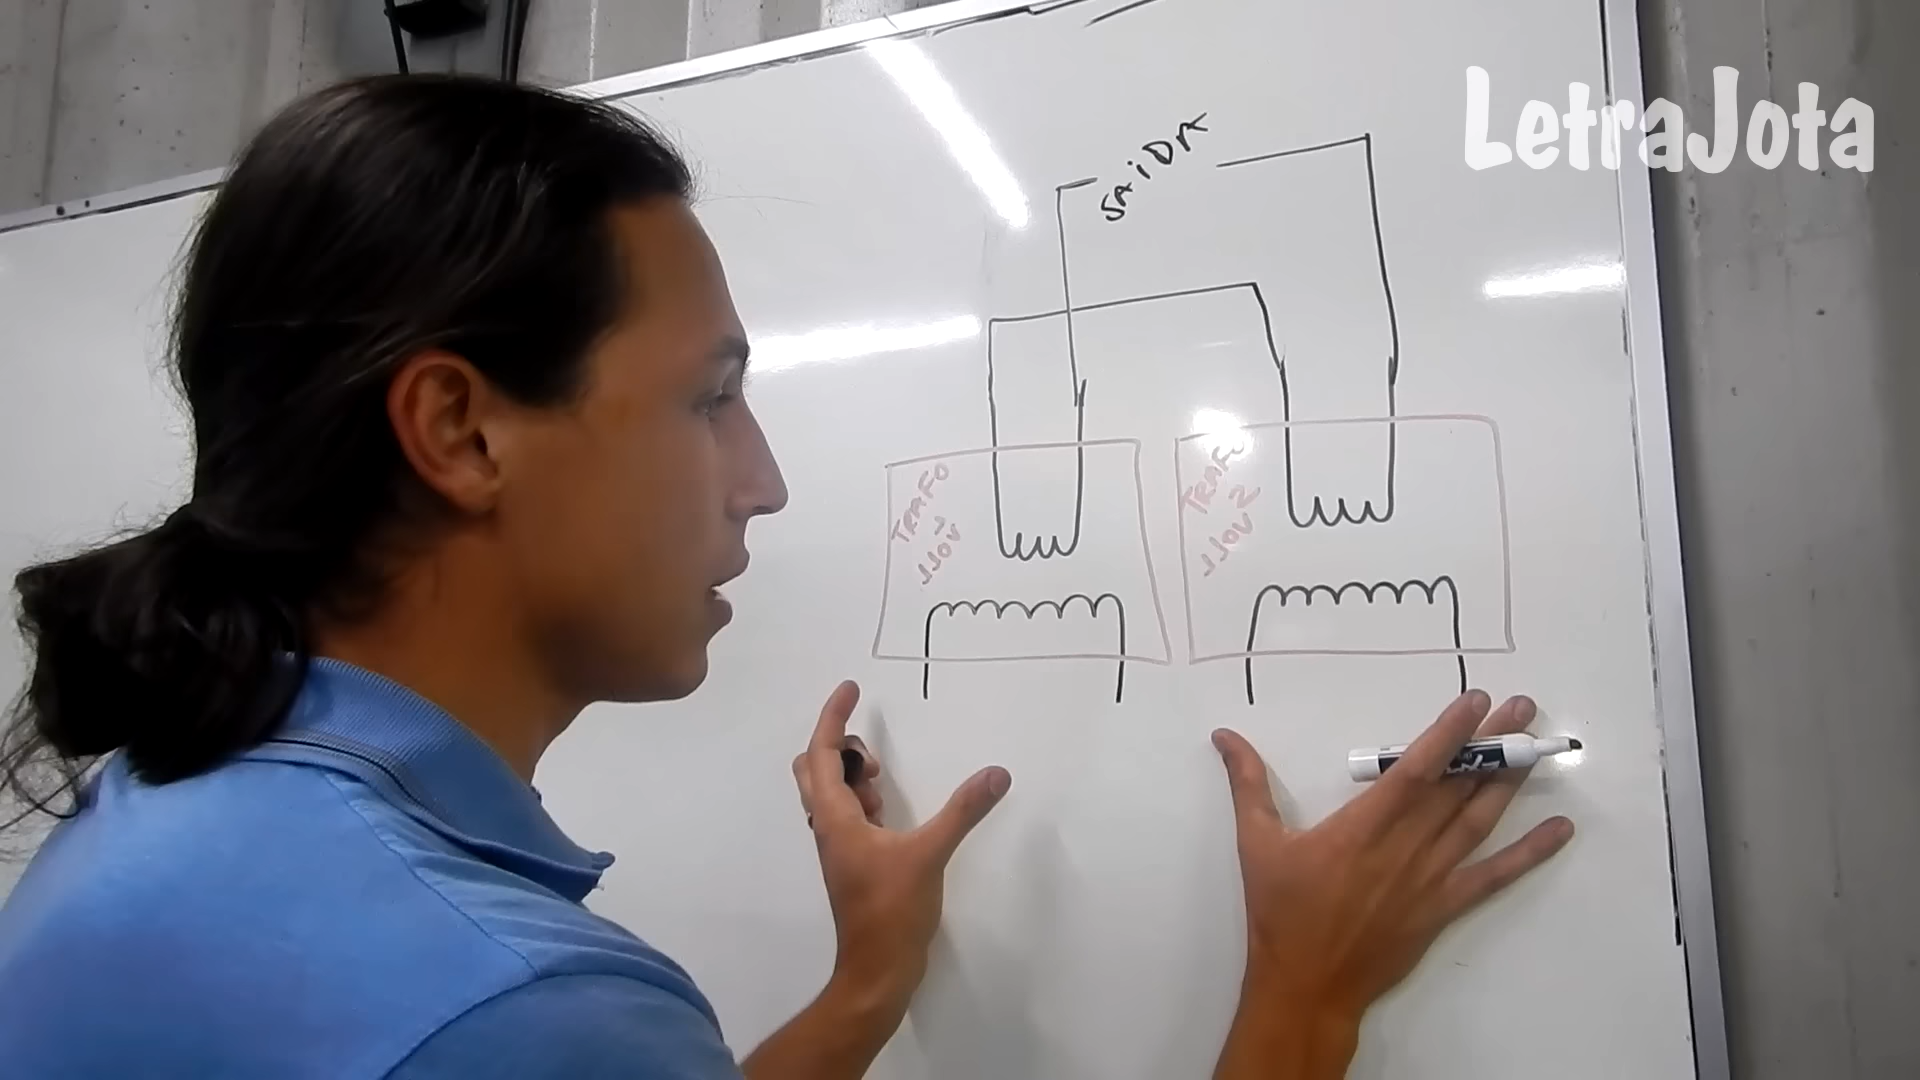 LetraJota
SAIDA
TRAFO
1
110V
TRAFO
2
110V